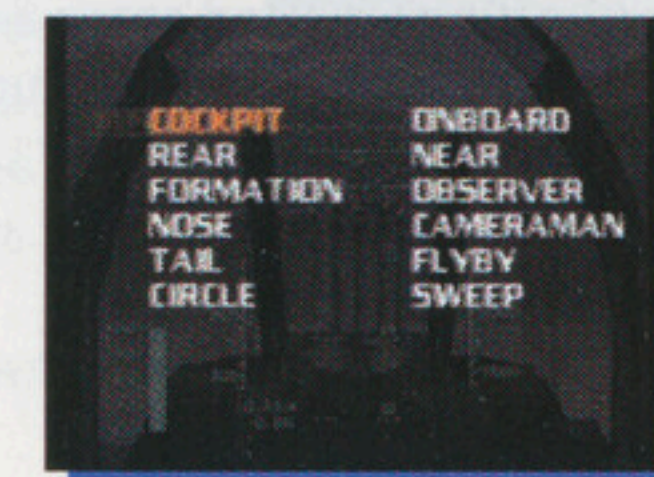 COCKPIT ONBOARD
REAR NEAR
FORMATION OBSERVER
NOSE CAMERAMAN
TAIL FLYBY
CIRCLE SWEEP